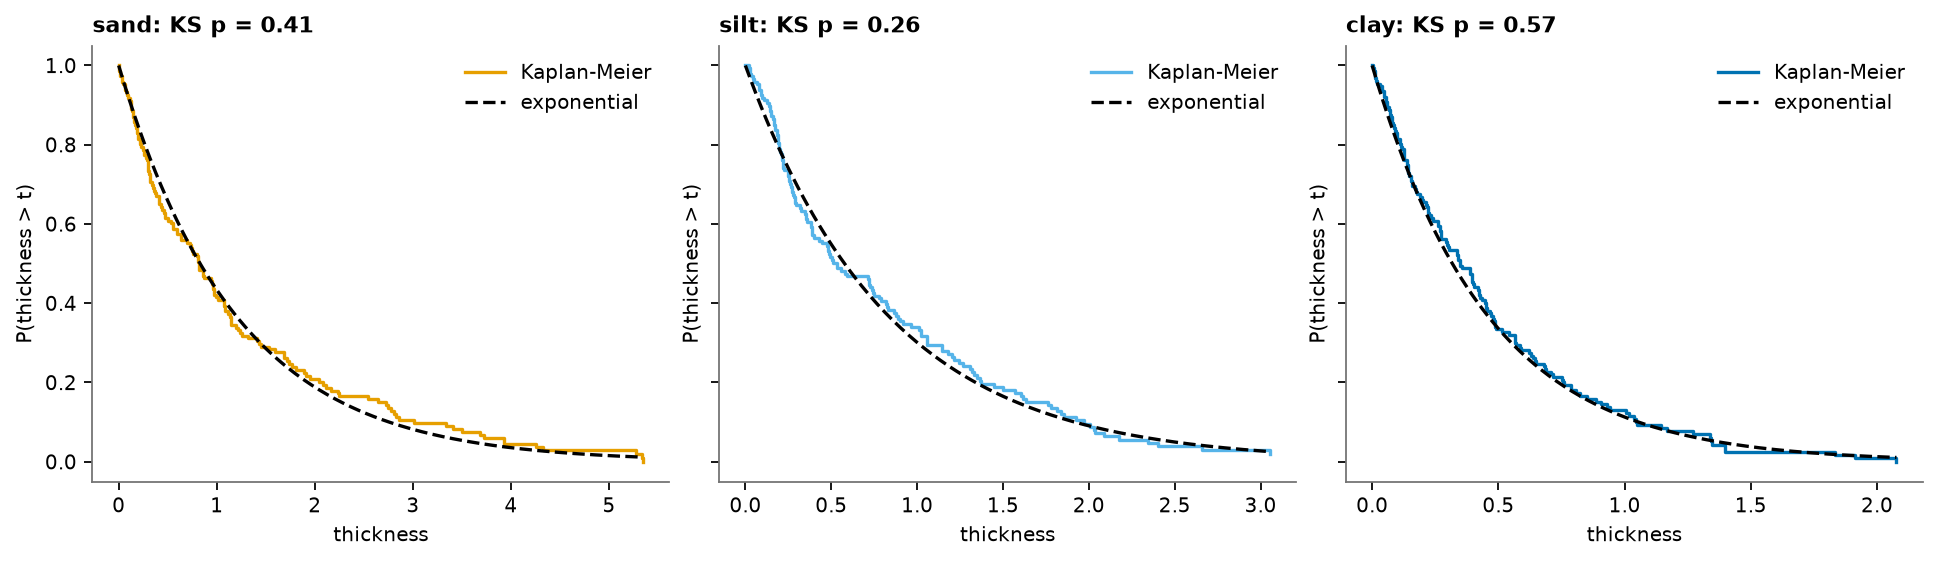 sand: KS p = 0.41
Kaplan-Meier
exponential
P(thickness > t)
1.0
0.8
0.6
0.4
0.2
0.0
0
1
2
3
4
5
thickness
silt: KS p = 0.26
Kaplan-Meier
exponential
P(thickness > t)
0.0
0.5
1.0
1.5
2.0
2.5
3.0
thickness
clay: KS p = 0.57
Kaplan-Meier
exponential
P(thickness > t)
0.0
0.5
1.0
1.5
2.0
thickness